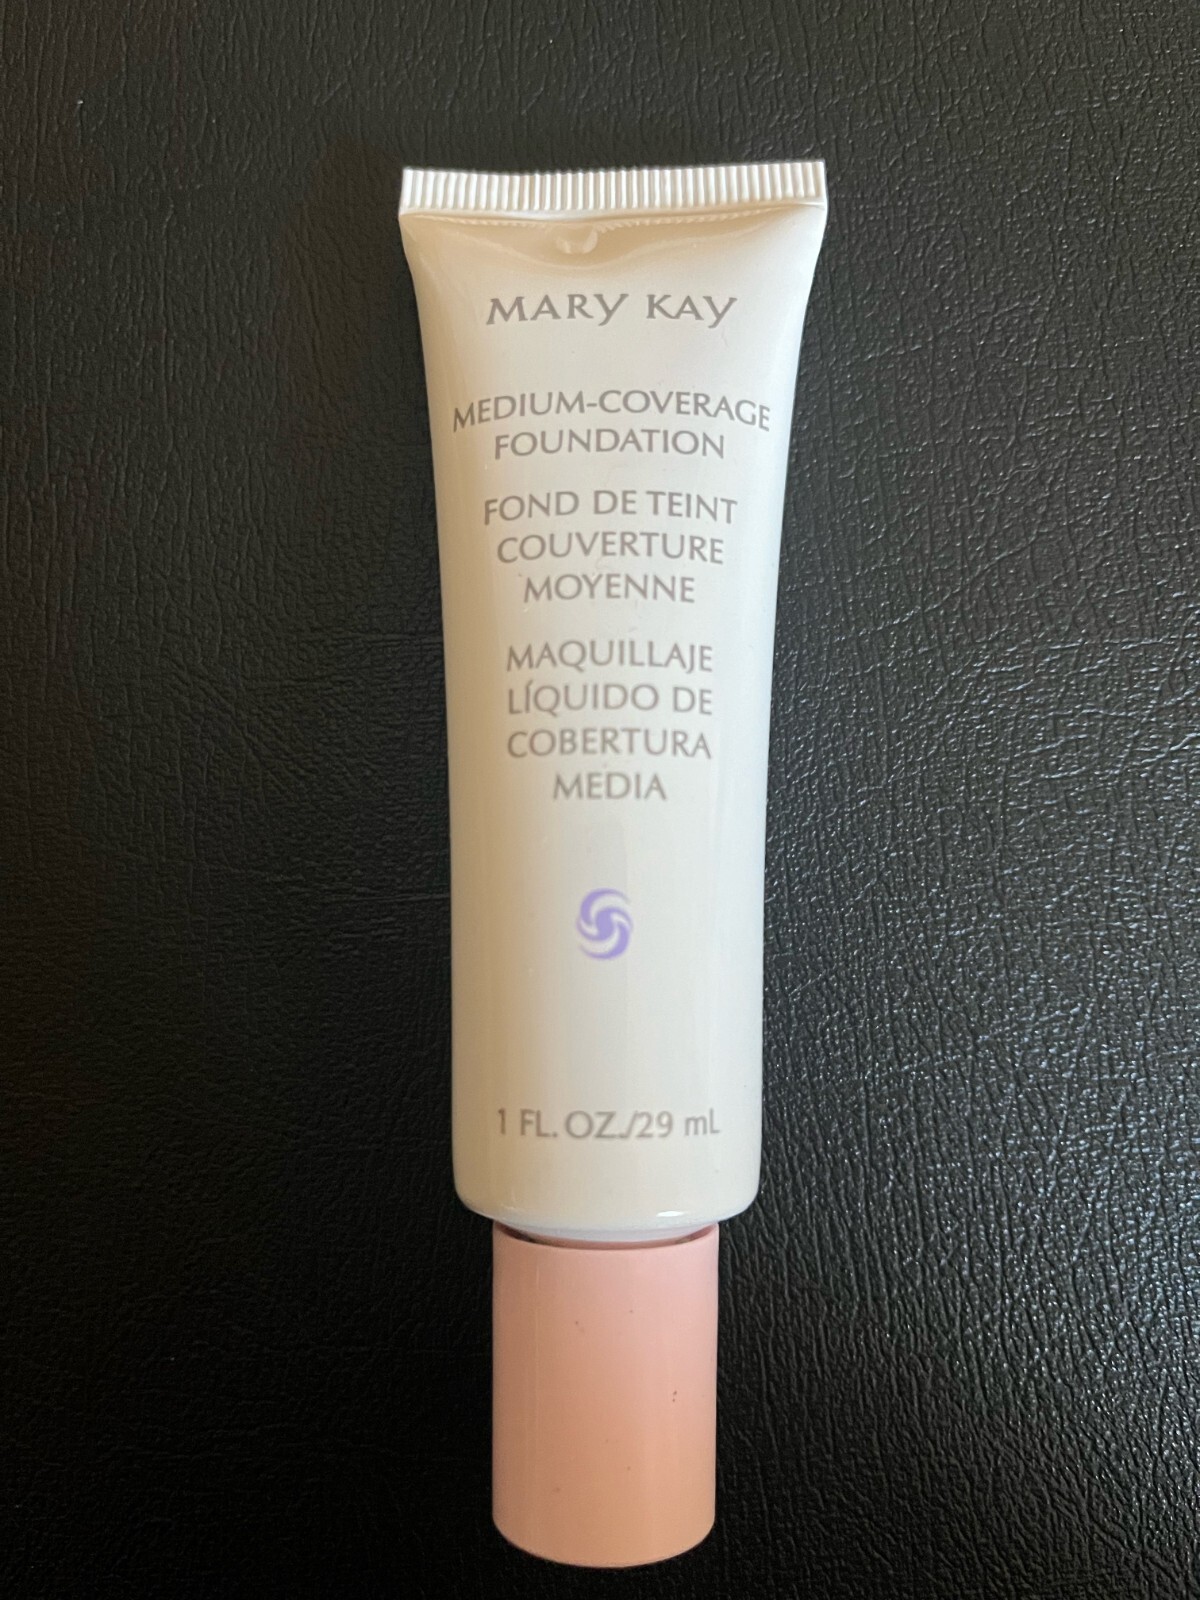 MARY KAY
MEDIUM-COVERAGE
FOUNDATION
FOND DE TEINT
COUVERTURE
MOYENNE
MAQUILLAJE
LÍQUIDO DE
COBERTURA
MEDIA
1 FL. OZ./29 mL